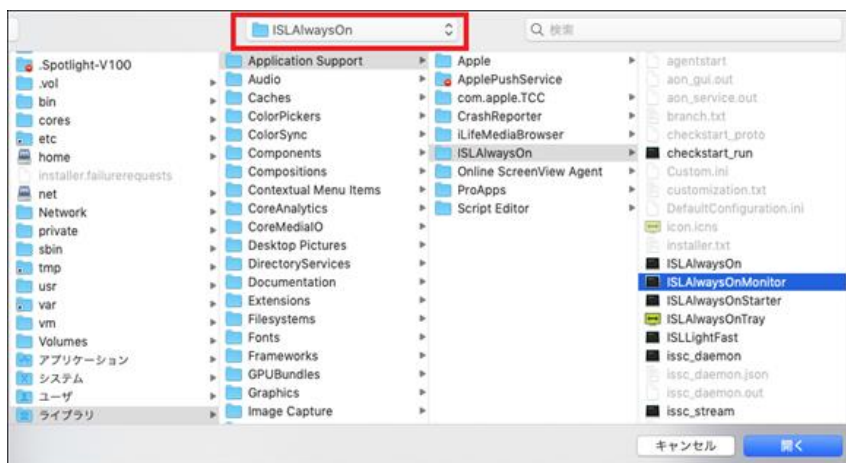 ISLAlwaysOn
検索
.Spotlight-V100
.vol
bin
cores
etc
home
installer.failurerequests
net
Network
private
sbin
tmp
usr
var
vm
Volumes
アプリケーション
システム
ユーザ
ライブラリ
Application Support
Audio
Caches
ColorPickers
ColorSync
Components
Compositions
Contextual Menu Items
CoreAnalytics
CoreMediaIO
Desktop Pictures
DirectoryServices
Documentation
Extensions
Filesystems
Fonts
Frameworks
GPUBundles
Graphics
Image Capture
Apple
ApplePushService
com.apple.TCC
CrashReporter
iLifeMediaBrowser
ISLAlwaysOn
Online ScreenView Agent
ProApps
Script Editor
agentstart
aon_gui.out
aon_service.out
branch.txt
checkstart_proto
checkstart_run
Custom.ini
customization.txt
DefaultConfiguration.ini
icon.icns
installer.txt
ISLAlwaysOn
ISLAlwaysOnMonitor
ISLAlwaysOnStarter
ISLAlwaysOnTray
ISLLightFast
issc_daemon
issc_daemon.json
issc_daemon.out
issc_stream
キャンセル
開く